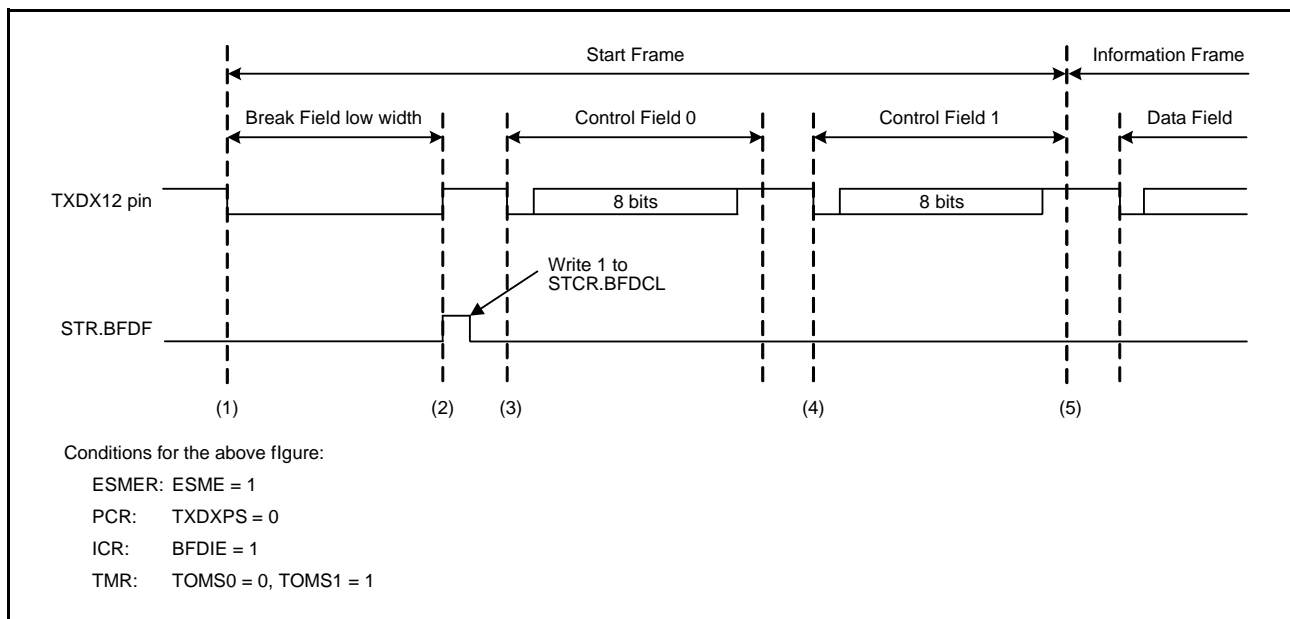 Start Frame
Information Frame
Break Field low width
Control Field 0
Control Field 1
Data Field
TXDX12 pin
8 bits
8 bits
Write 1 to
STCR.BFDCL
STR.BFDF
(1)
(2)
(3)
(4)
(5)
Conditions for the above fIgure:
ESMER: ESME = 1
PCR: TXDXPS = 0
ICR: BFDIE = 1
TMR: TOMS0 = 0, TOMS1 = 1